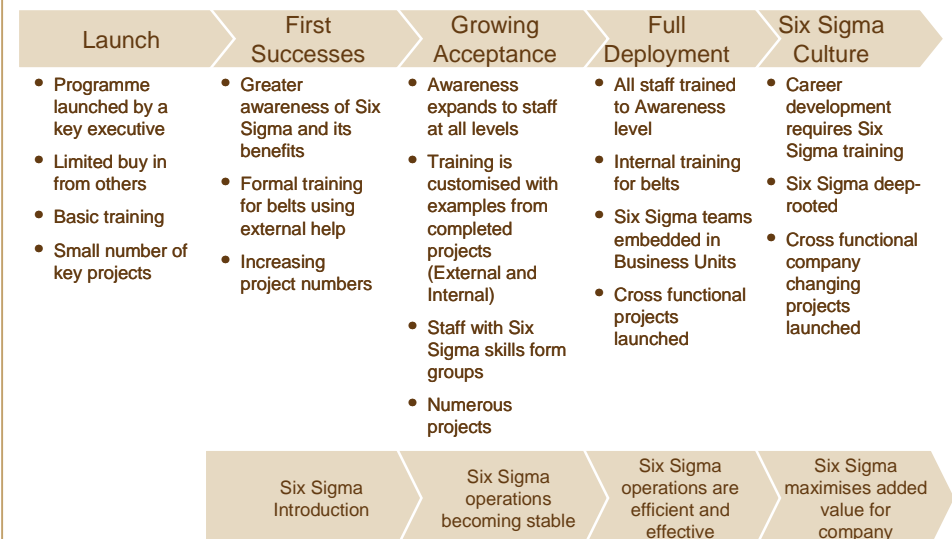 Launch
First
Successes
Growing
Acceptance
Full
Deployment
Six Sigma
Culture
• Programme
launched by a
key executive
• Limited buy in
from others
• Basic training
• Small number of
key projects
• Greater
awareness of Six
Sigma and its
benefits
• Formal training
for belts using
external help
• Increasing
project numbers
• Awareness
expands to staff
at all levels
• Training is
customised with
examples from
completed
projects
(External and
Internal)
• Staff with Six
Sigma skills form
groups
• Numerous
projects
• All staff trained
to Awareness
level
• Internal training
for belts
• Six Sigma teams
embedded in
Business Units
• Cross functional
projects
launched
• Career
development
requires Six
Sigma training
• Six Sigma deep-
rooted
• Cross functional
company
changing
projects
launched
Six Sigma
Introduction
Six Sigma
operations
becoming stable
Six Sigma
operations are
efficient and
effective
Six Sigma
maximises added
value for
company